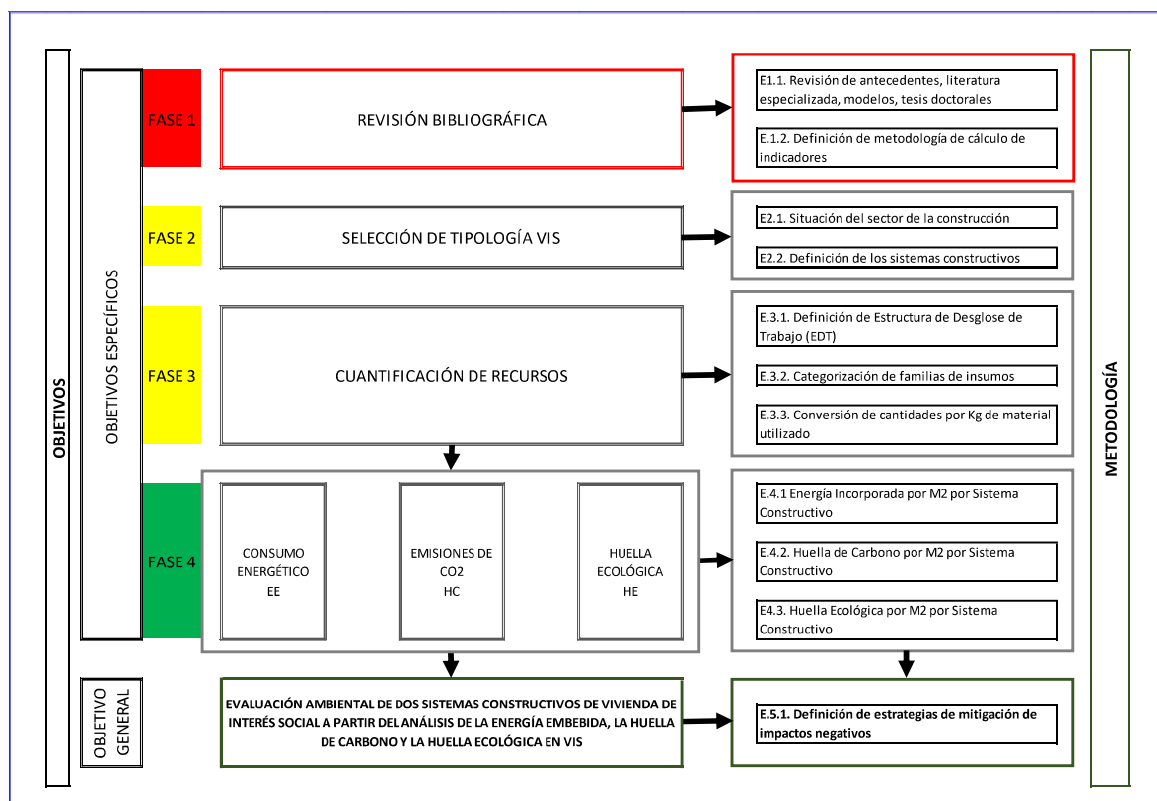 OBJETIVOS
OBJETIVOS ESPECÍFICOS
FASE 1
REVISIÓN BIBLIOGRÁFICA
E1.1. Revisión de antecedentes, literatura
especializada, modelos, tesis doctorales
E.1.2. Definición de metodología de cálculo de
indicadores
FASE 2
SELECCIÓN DE TIPOLOGÍA VIS
E2.1. Situación del sector de la construcción
E2.2. Definición de los sistemas constructivos
FASE 3
CUANTIFICACIÓN DE RECURSOS
E.3.1. Definición de Estructura de Desglose de
Trabajo (EDT)
E.3.2. Categorización de familias de insumos
E.3.3. Conversión de cantidades por Kg de material
utilizado
FASE 4
CONSUMO
ENERGÉTICO
EE
EMISIONES DE
CO2
HC
HUELLA
ECOLÓGICA
HE
E.4.1 Energía Incorporada por M2 por Sistema
Constructivo
E.4.2. Huella de Carbono por M2 por Sistema
Constructivo
E4.3. Huella Ecológica por M2 por Sistema
Constructivo
OBJETIVO
GENERAL
EVALUACIÓN AMBIENTAL DE DOS SISTEMAS CONSTRUCTIVOS DE VIVIENDA DE
INTERÉS SOCIAL A PARTIR DEL ANÁLISIS DE LA ENERGÍA EMBEBIDA, LA HUELLA
DE CARBONO Y LA HUELLA ECOLÓGICA EN VIS
E.5.1. Definición de estrategias de mitigación de
impactos negativos
METODOLOGÍA